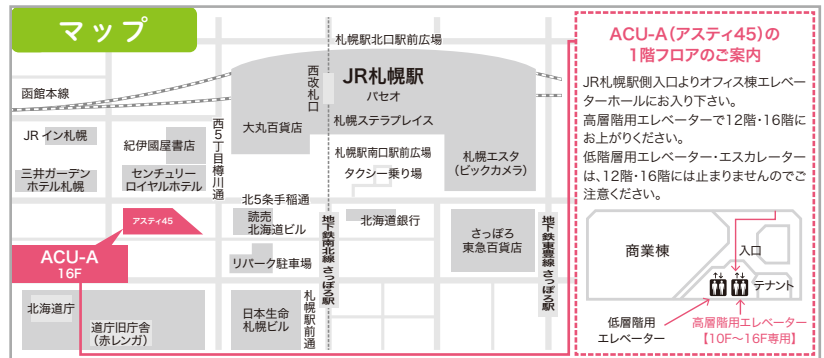 マップ
札幌駅北口駅前広場
西改札口
JR札幌駅
パセオ
函館本線
大丸百貨店
札幌ステラプレイス
JRイン札幌
紀伊國屋書店
西5丁目樽川通
札幌駅南口駅前広場
タクシー乗り場
札幌エスタ
(ビックカメラ)
三井ガーデン
ホテル札幌
センチュリー
ロイヤルホテル
北5条手稲通
アスティ45
読売
北海道ビル
地下鉄南北線 さっぽろ駅
北海道銀行
さっぽろ
東急百貨店
地下鉄東豊線 さっぽろ駅
ACU-A
16F
リパーク駐車場
北海道庁
道庁旧庁舎
(赤レンガ)
日本生命
札幌ビル
札幌駅前通
ACU-A(アスティ45)の
1階フロアのご案内
JR札幌駅側入口よりオフィス棟エレベ
ーターホールにお入り下さい。
高層階用エレベーターで12階・16階に
お上がりください。
低階層用エレベーター・エスカレーター
は、12階・16階には止まりませんのでご
注意ください。
商業棟
入口
テナント
低層階用
エレベーター
高層階用エレベーター
【10F〜16F専用】